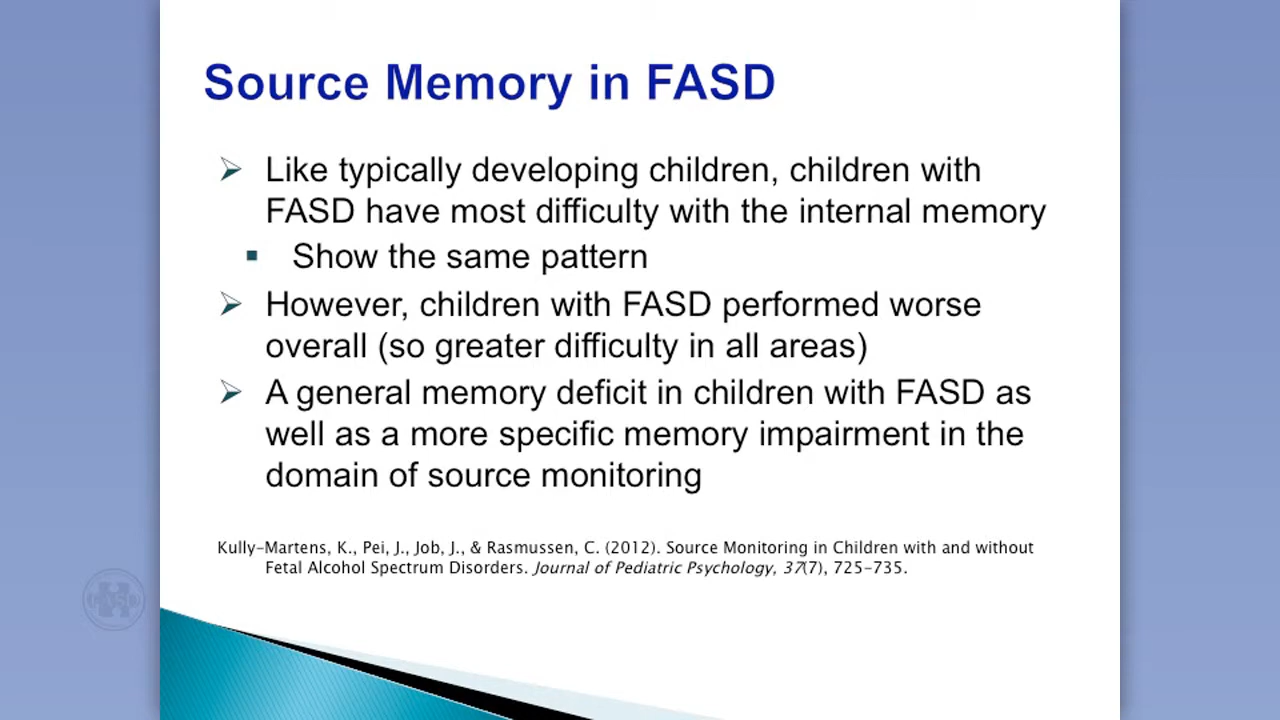 Source Memory in FASD
Like typically developing children, children with
FASD have most difficulty with the internal memory
Show the same pattern
However, children with FASD performed worse
overall (so greater difficulty in all areas)
A general memory deficit in children with FASD as
well as a more specific memory impairment in the
domain of source monitoring
Kully-Martens, K., Pei, J., Job, J., & Rasmussen, C. (2012). Source Monitoring in Children with and without
Fetal Alcohol Spectrum Disorders. Journal of Pediatric Psychology, 37(7), 725-735.
FASD